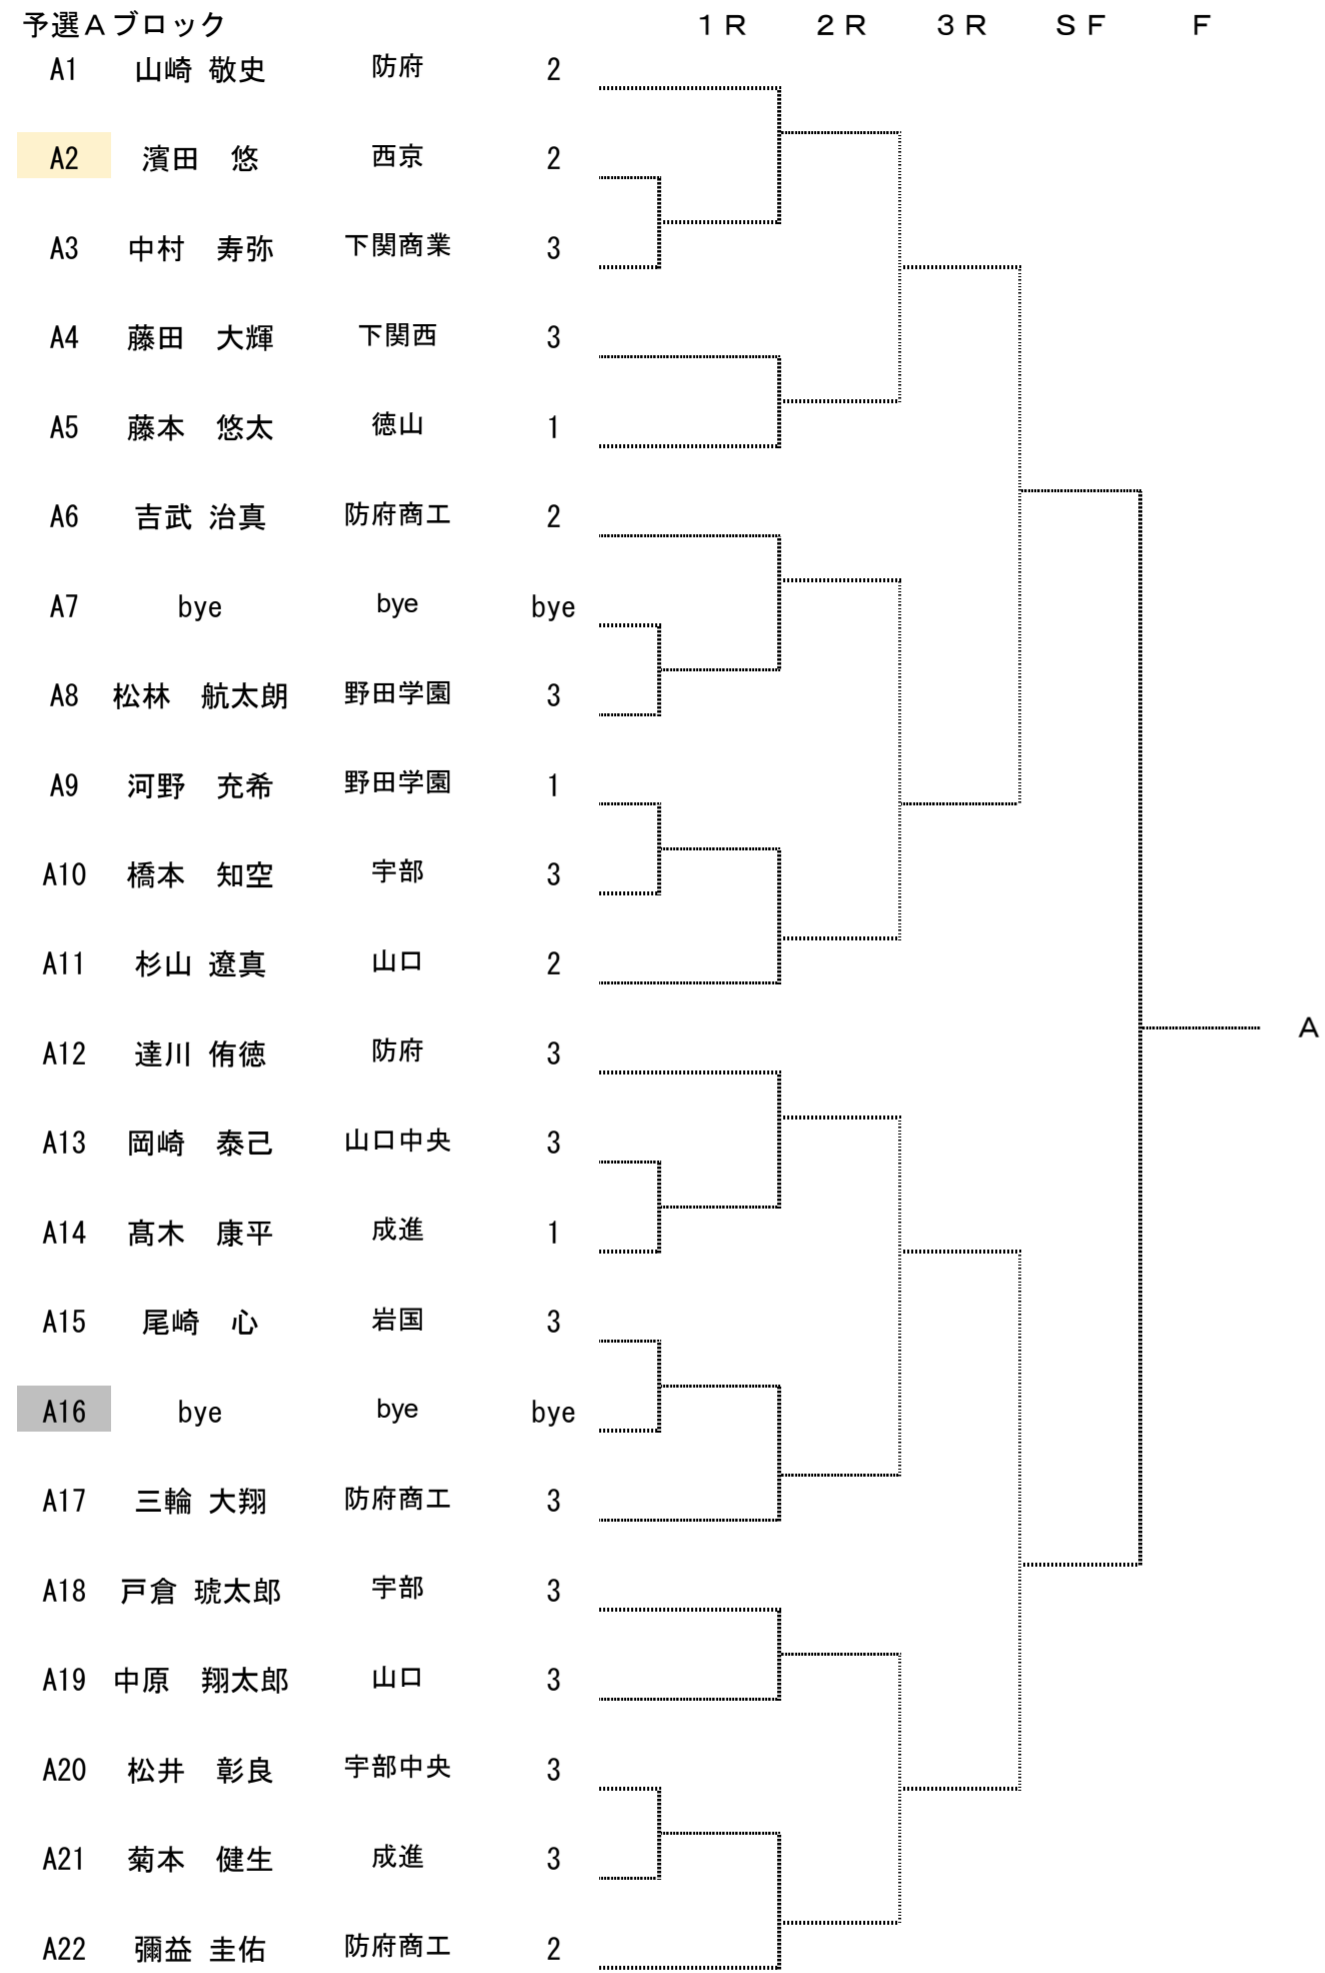 予選Aブロック 1R 2R 3R SF F
A1 山崎 敬史 防府 2
A2 濱田 悠 西京 2
A3 中村 寿弥 下関商業 3
A4 藤田 大輝 下関西 3
A5 藤本 悠太 徳山 1
A6 吉武 治真 防府商工 2
A7 bye bye bye
A8 松林 航太朗 野田学園 3
A9 河野 充希 野田学園 1
A10 橋本 知空 宇部 3
A11 杉山 遼真 山口 2
A
A12 達川 侑徳 防府 3
A13 岡崎 泰己 山口中央 3
A14 髙木 康平 成進 1
A15 尾崎 心 岩国 3
A16 bye bye bye
A17 三輪 大翔 防府商工 3
A18 戸倉 琥太郎 宇部 3
A19 中原 翔太郎 山口 3
A20 松井 彰良 宇部中央 3
A21 菊本 健生 成進 3
A22 彌益 圭佑 防府商工 2